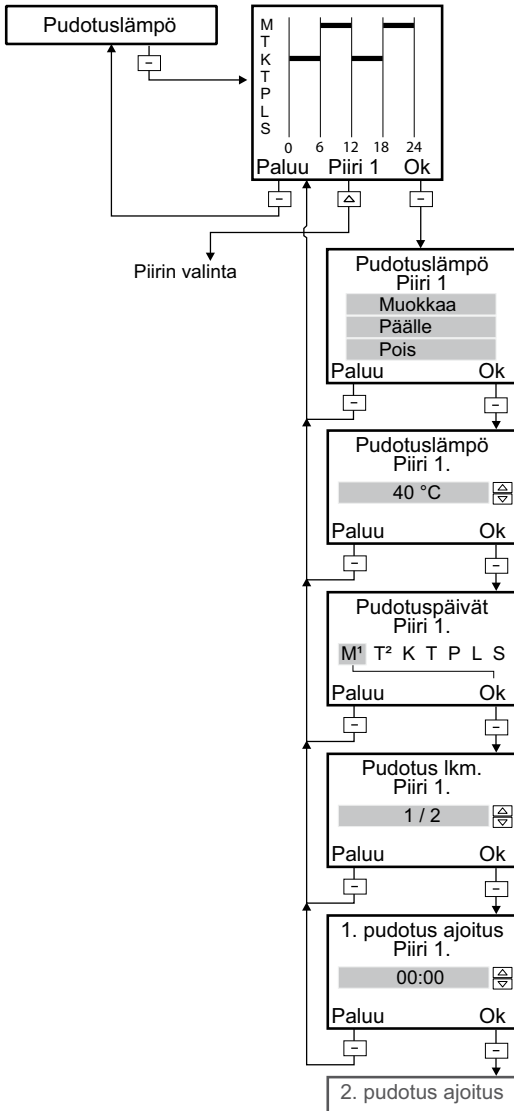 Pudotuslämpö
M
T
K
T
P
L
S
0 6 12 18 24
Paluu Piiri 1 Ok
Piirin valinta
Pudotuslämpö
Piiri 1
Muokkaa
Päälle
Pois
Paluu Ok
Pudotuslämpö
Piiri 1.
40 °C
Paluu Ok
Pudotuspäivät
Piiri 1.
M¹ T² K T P L S
Paluu Ok
Pudotus lkm.
Piiri 1.
1 / 2
Paluu Ok
1. pudotus ajoitus
Piiri 1.
00:00
Paluu Ok
2. pudotus ajoitus